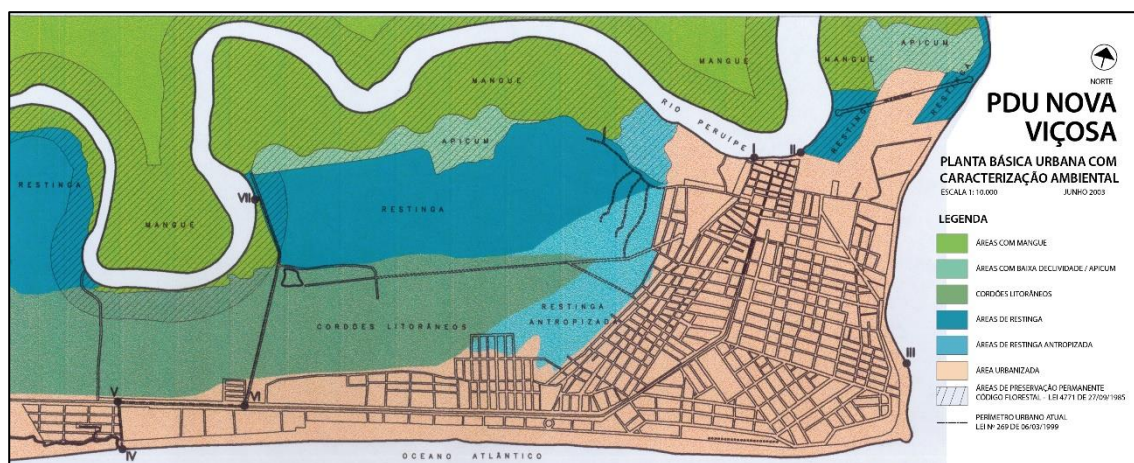 APICUM
MANGUE
MANGUE
MANGUE
RIO PERUÍPE
RESTINGA
RESTINGA
APICUM
I
II
RESTINGA
RESTINGA
VII
MANGUE
CORDÕES LITORÂNEOS
RESTINGA
ANTROPIZADA
III
V
VI
IV
OCEANO ATLÂNTICO
NORTE
PDU NOVA
VIÇOSA
PLANTA BÁSICA URBANA COM
CARACTERIZAÇÃO AMBIENTAL
ESCALA 1: 10.000 JUNHO 2003
LEGENDA
ÁREAS COM MANGUE
ÁREAS COM BAIXA DECLIVIDADE / APICUM
CORDÕES LITORÂNEOS
ÁREAS DE RESTINGA
ÁREAS DE RESTINGA ANTROPIZADA
ÁREA URBANIZADA
ÁREAS DE PRESERVAÇÃO PERMANENTE
CÓDIGO FLORESTAL - LEI 4771 DE 27/09/1985
PERÍMETRO URBANO ATUAL
LEI Nº 269 DE 06/03/1999